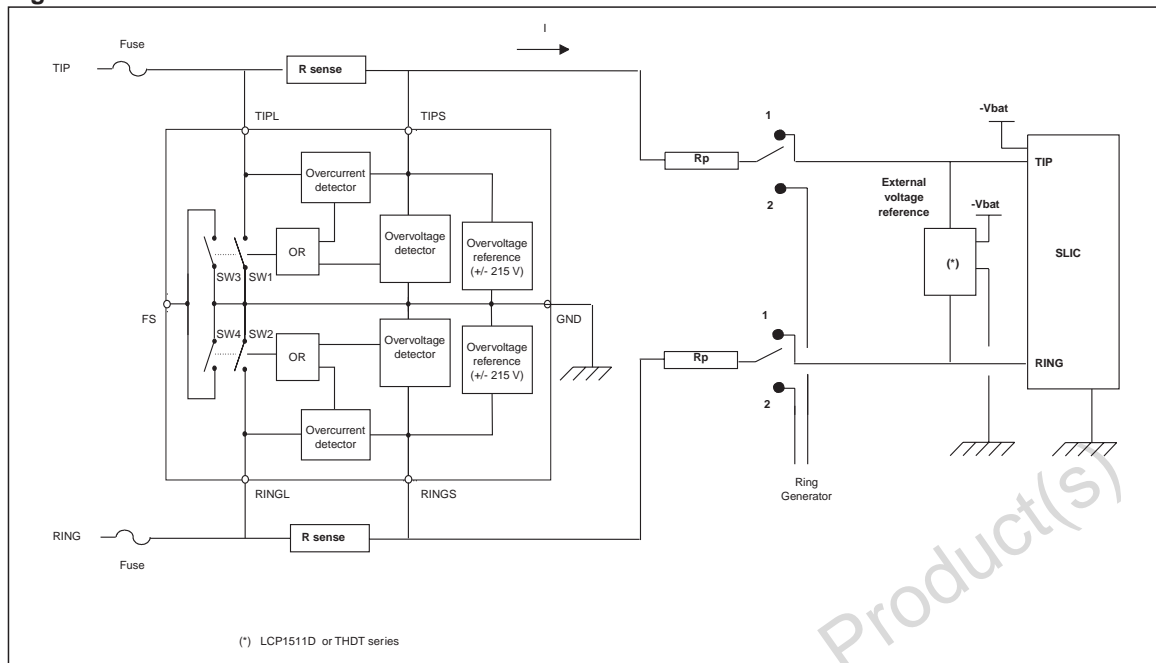 Fuse
I
TIP
R sense
TIPL
TIPS
1
-Vbat
Rp
TIP
Overcurrent
detector
2
External
voltage
reference
-Vbat
OR
Overvoltage
detector
Overvoltage
reference
(+/- 215 V)
(*)
SLIC
SW3
SW1
FS
GND
1
SW4
SW2
OR
Overvoltage
detector
Overvoltage
reference
(+/- 215 V)
Rp
RING
2
Overcurrent
detector
RINGL
RINGS
Ring
Generator
RING
R sense
Fuse
(*) LCP1511D or THDT series
Product(s)